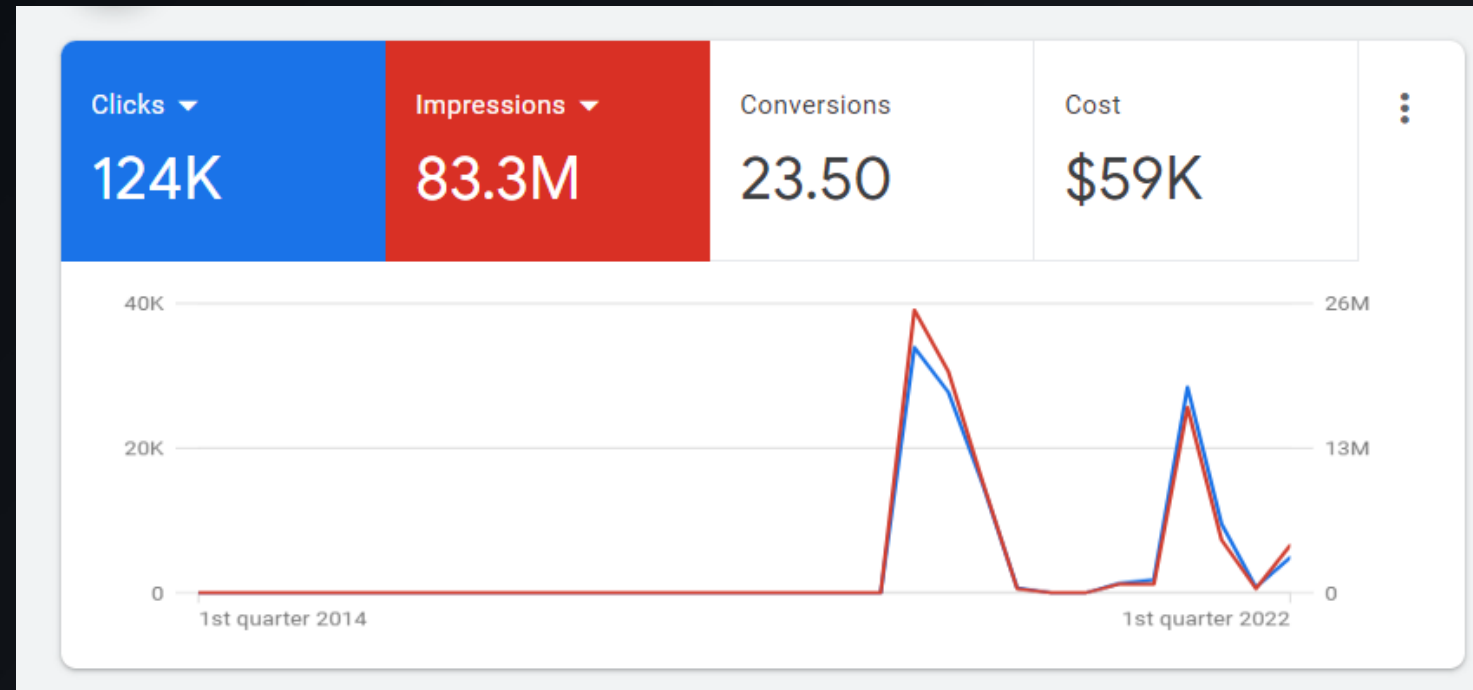 Clicks
Impressions
Conversions
Cost
124K
83.3M
23.50
$59K
40K
26M
20K
13M
0
0
1st quarter 2014
1st quarter 2022